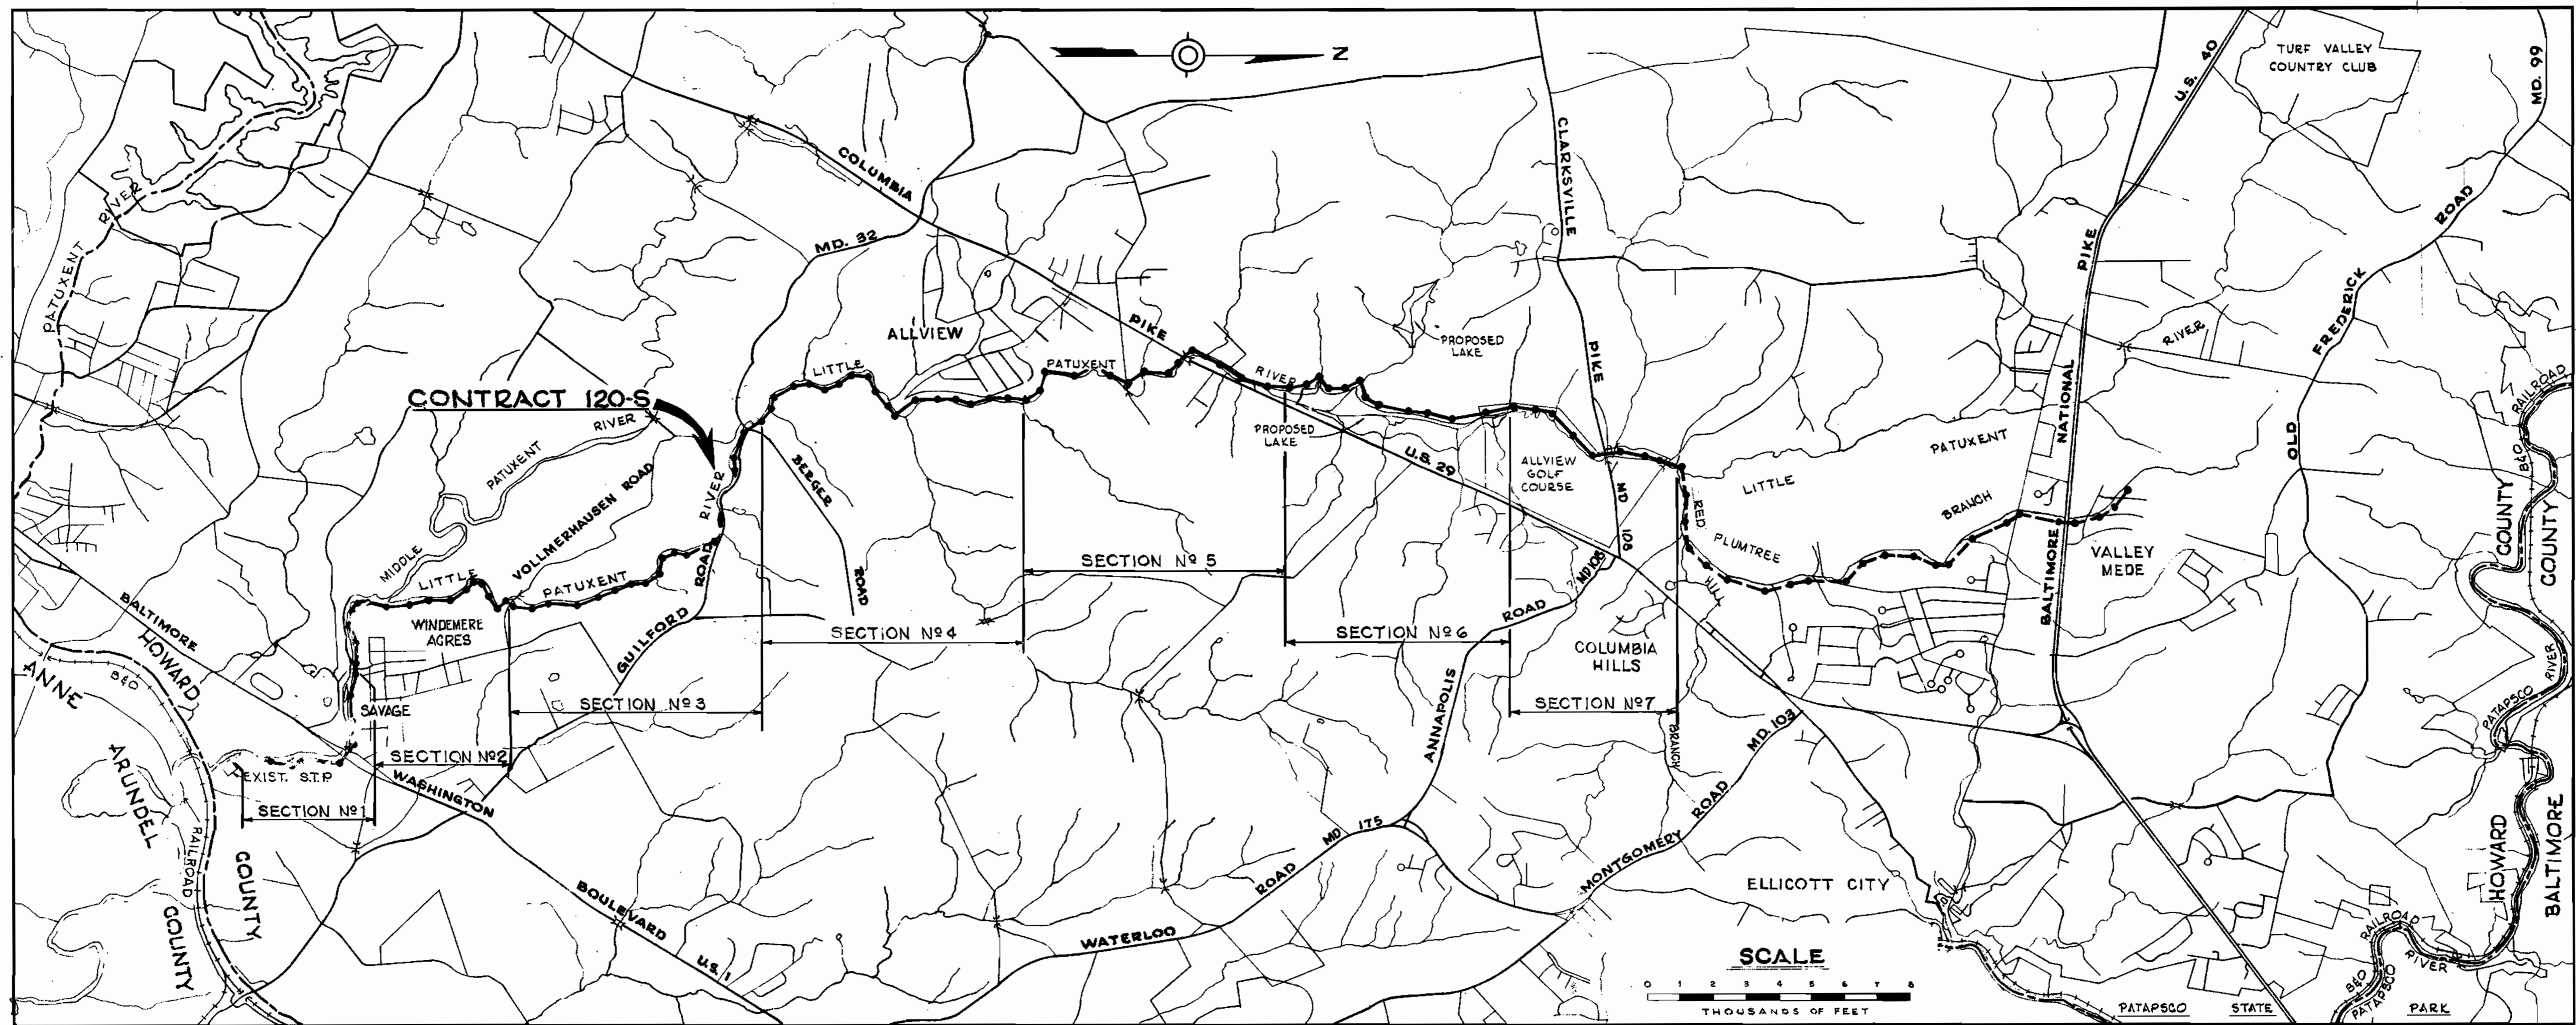 N
TURF VALLEY
COUNTRY CLUB
U.S. 40
MD. 99
PATUXENT
RIVER
COLUMBIA
PIKE
MD. 32
CLARKSVILLE
PIKE
MD
108
BALTIMORE
NATIONAL
PIKE
OLD
FREDERICK
ROAD
RIVER
RAILROAD
B&O
ALLVIEW
PROPOSED
LAKE
LITTLE
PATUXENT
RIVER
CONTRACT 120-S
PROPOSED
LAKE
U.S. 29
ALLVIEW
GOLF
COURSE
LITTLE
PATUXENT
BRANCH
RED
HILL
BRANCH
PLUMTREE
VALLEY
MEDE
COUNTY
COUNTY
MIDDLE
PATUXENT
RIVER
VOLLMERHAUSEN ROAD
LITTLE
PATUXENT
RIVER
BERGER
ROAD
GUILFORD
ROAD
WINDEMERE
ACRES
SAVAGE
EXIST. S.T.P.
SECTION Nº 1
SECTION Nº 2
SECTION Nº 3
SECTION Nº 4
SECTION Nº 5
SECTION Nº 6
SECTION Nº 7
MD 108
ANNAPOLIS
ROAD
COLUMBIA
HILLS
MD. 103
MONTGOMERY
ROAD
BALTIMORE
WASHINGTON
BOULEVARD
U.S. 1
HOWARD
COUNTY
ANNE
ARUNDEL
COUNTY
B&O
RAILROAD
WATERLOO
ROAD
MD 175
ELLICOTT CITY
PATAPSCO
RIVER
HOWARD
BALTIMORE
RAILROAD
B&O
PATAPSCO
RIVER
PATAPSCO
STATE
PARK
SCALE
0 1 2 3 4 5 6 7 8
THOUSANDS OF FEET